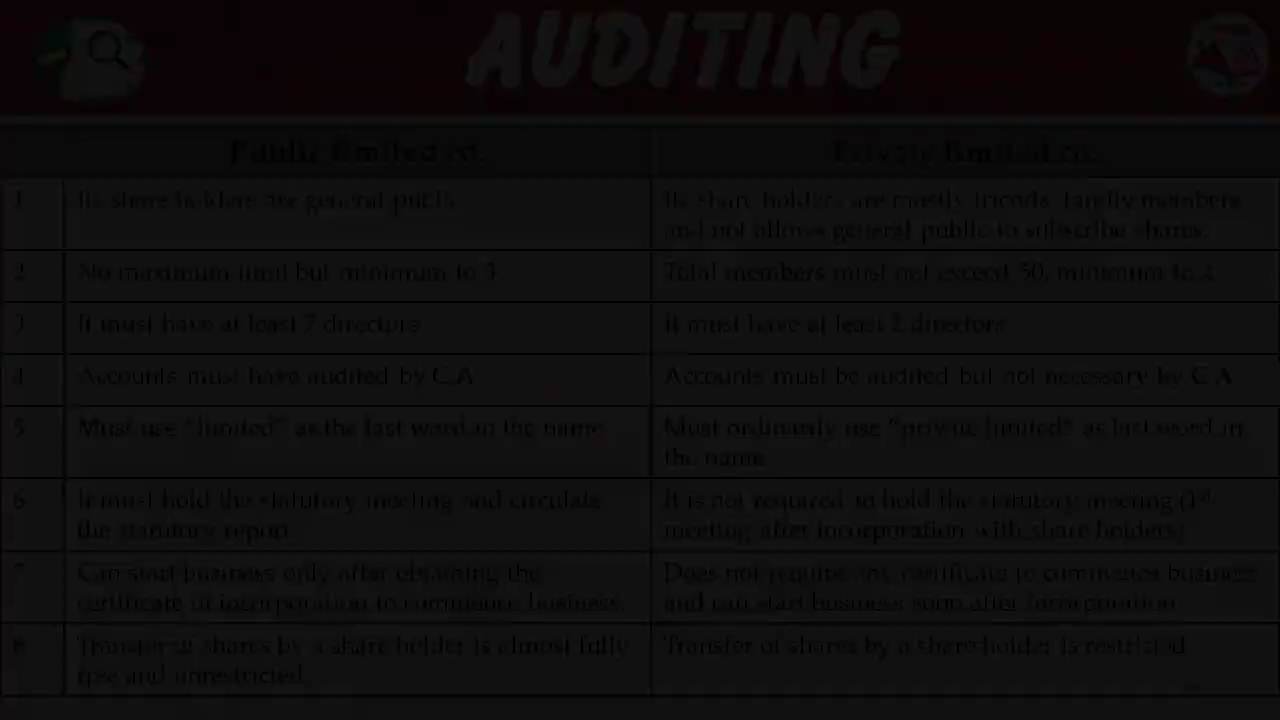 AUDITING
Public limited co. Private limited co.
1 Its share holders are general public Its share holders are mostly friends, family members
and not allows general public to subscribe shares.
2 No maximum limit but minimum to Total members must not exceed 50, minimum to 2
3 It must have at least 7 directors It must have at least 2 directors
4 Accounts must have audited by C.A Accounts must be audited but not necessary by C.A
5 Must use "limited" as the last word in the name Must ordinarily use "private limited" as last word in
the name
6 It must hold the statutory meeting and circulate It is not required to hold the statutory meeting.(1st
the statutory report. meeting after incorporation with share holders)
7 Can start business only after obtaining the Does not require any certificate to commence business
certificate of incorporation to commence business. and can start business soon after incorporation
8 Transfer of shares by a share holder is almost fully Transfer of shares by a share holder is restricted
free and unrestricted.